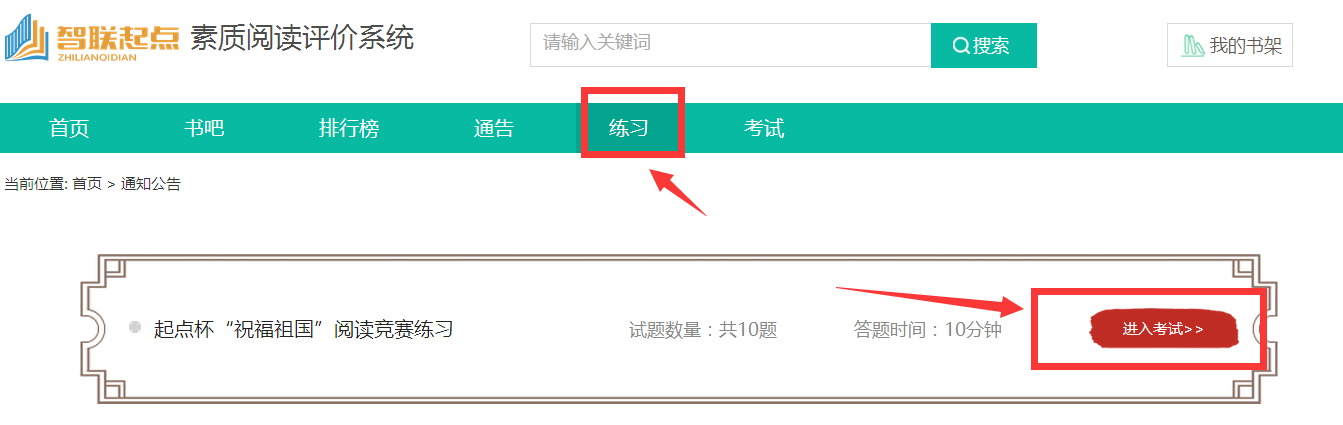 智联起点 素质阅读评价系统
ZHILIANQIDIAN
请输入关键词 搜索 我的书架
首页 书吧 排行榜 通告 练习 考试
当前位置: 首页 > 通知公告
起点杯“祝福祖国”阅读竞赛练习 试题数量：共10题 答题时间：10分钟 进入考试>>